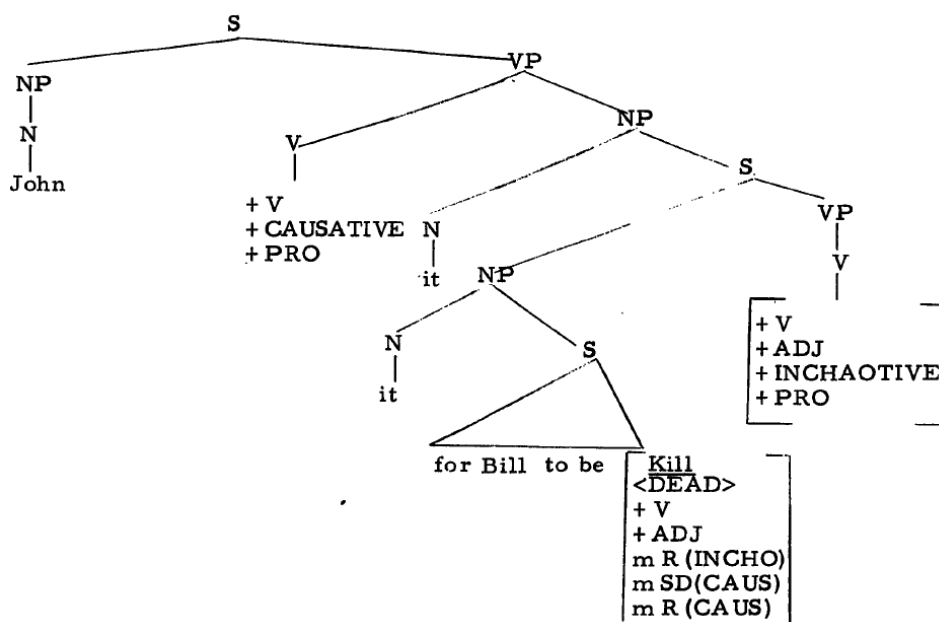 S
NP VP
N V NP
John
+ V S
+ CAUSATIVE N VP
+ PRO
it NP V
N S
+ V
+ ADJ
+ INCHAOTIVE
+ PRO
it
for Bill to be Kill
<DEAD>
+ V
+ ADJ
m R (INCHO)
m SD(CAUS)
m R (CAUS)